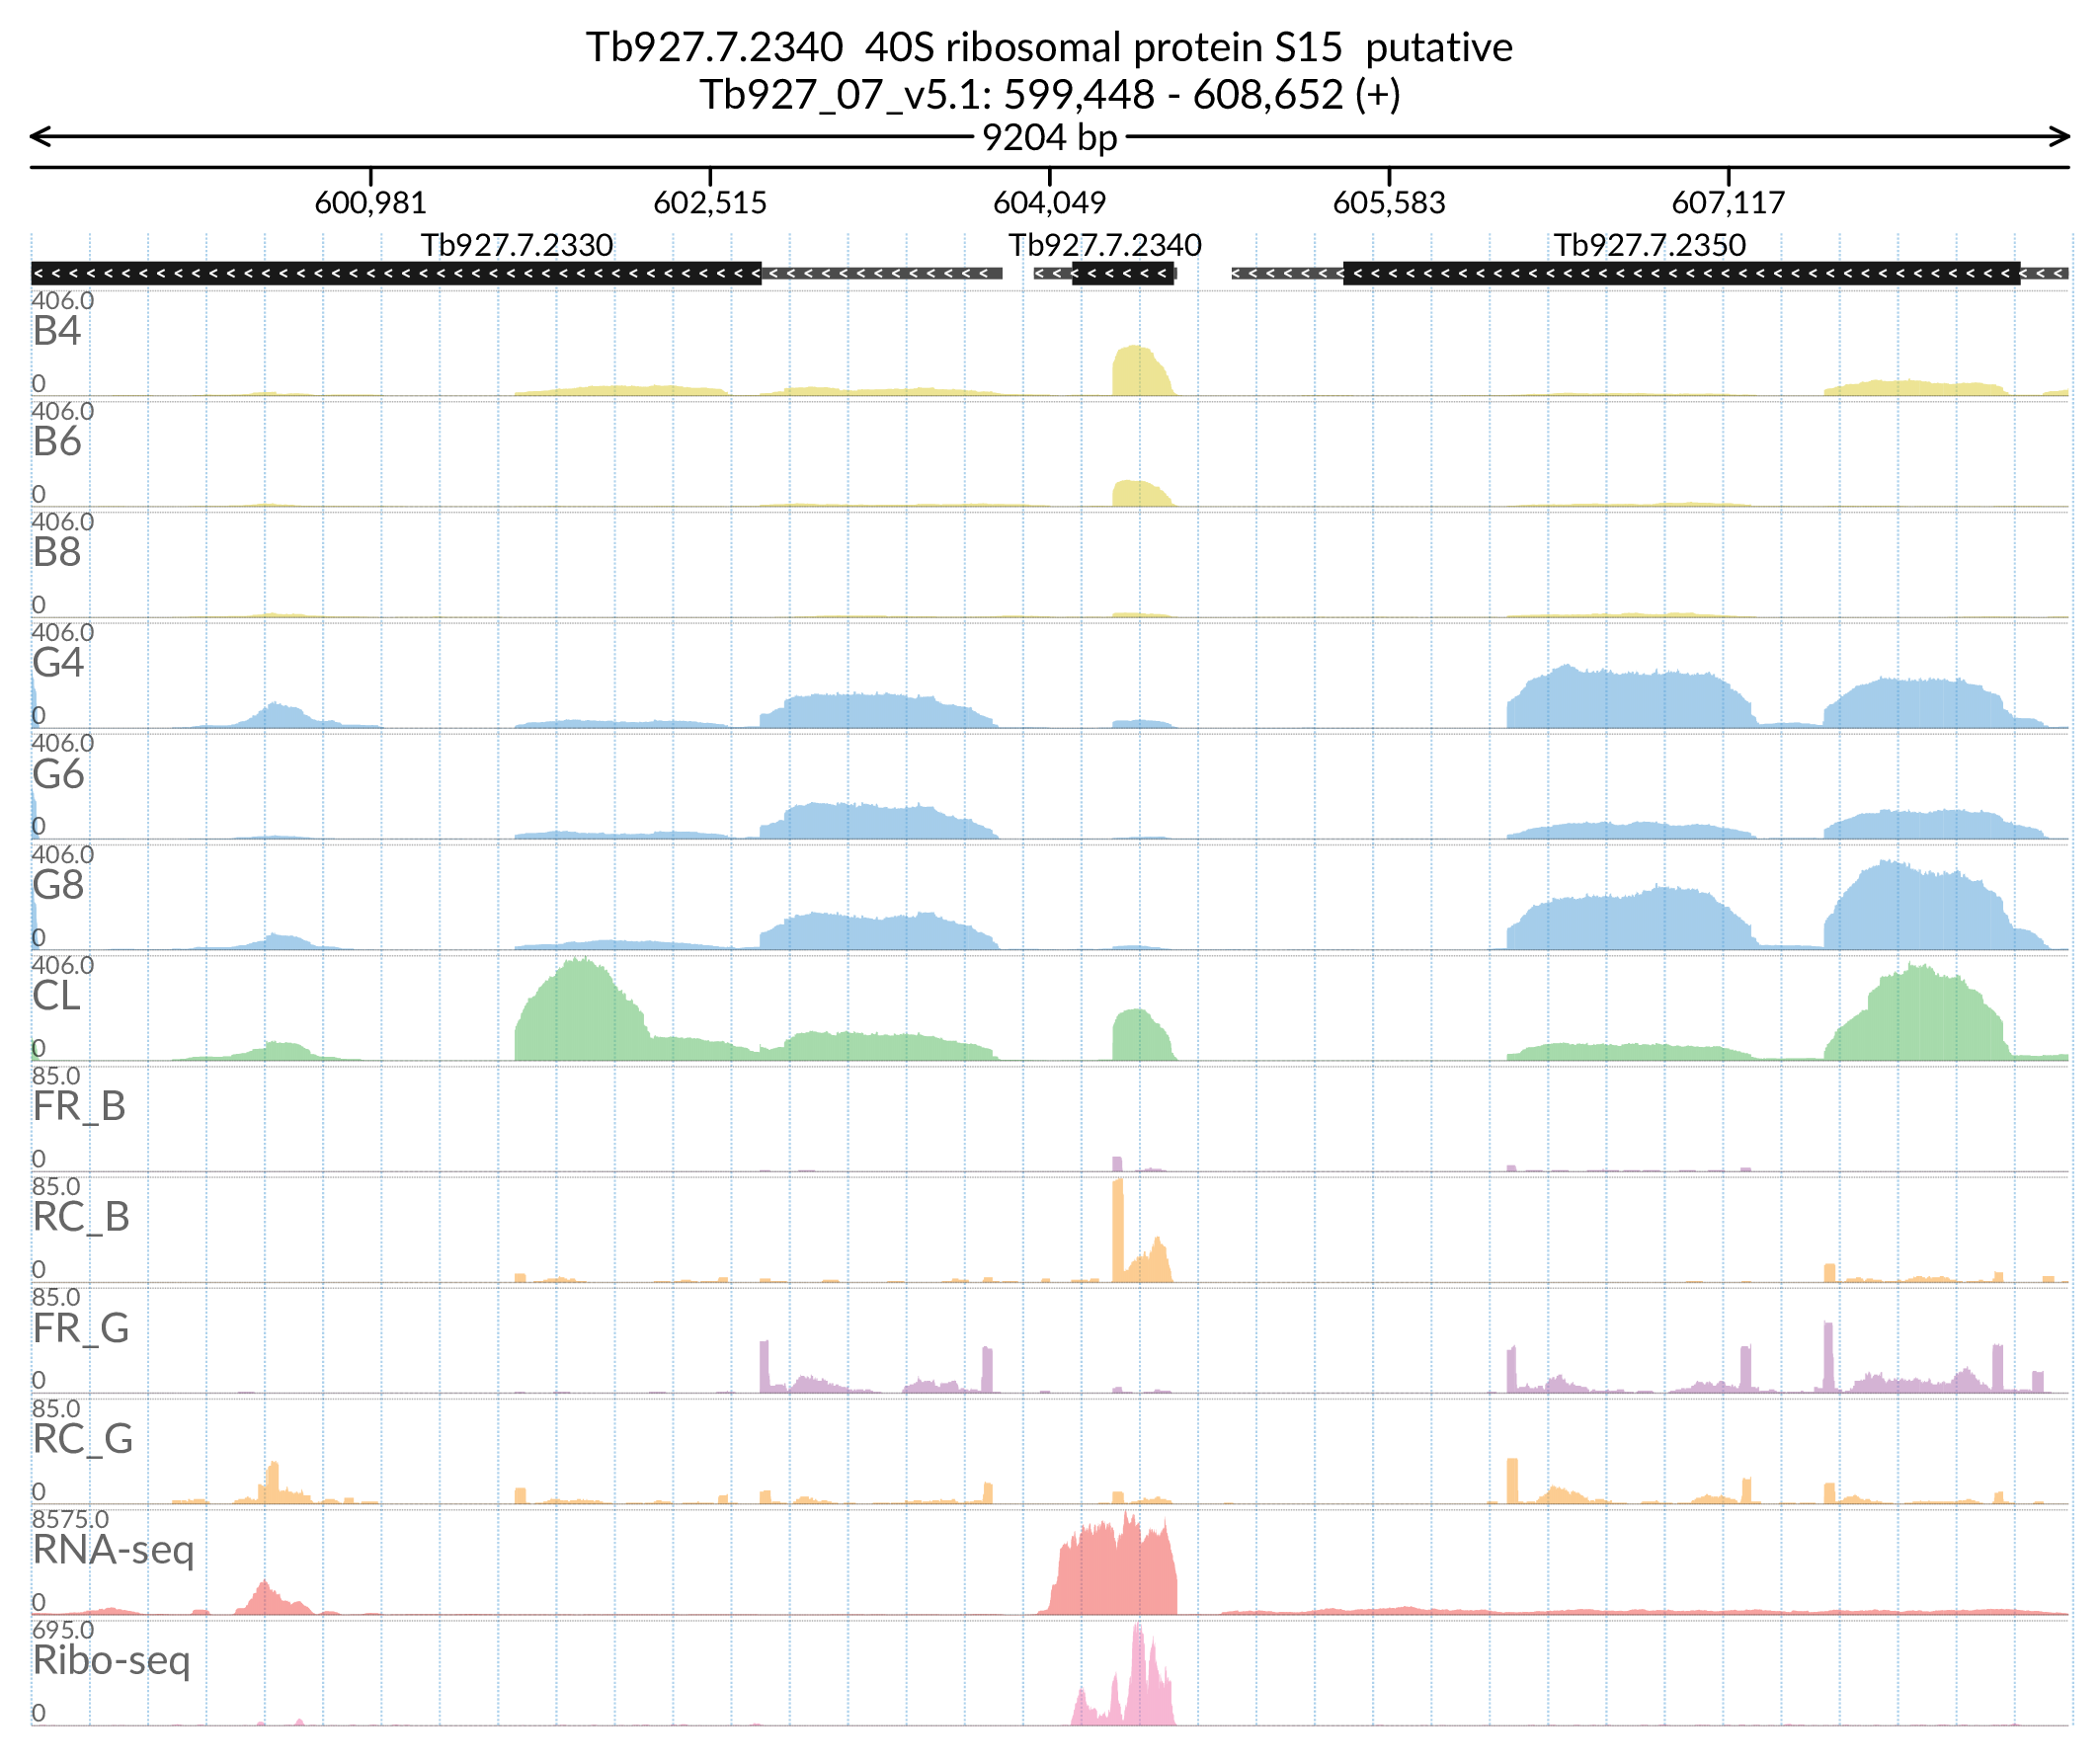 Tb927.7.2340 40S ribosomal protein S15 putative
Tb927_07_v5.1: 599,448 - 608,652 (+)
9204 bp
600,981 602,515 604,049 605,583 607,117
Tb927.7.2330 Tb927.7.2340 Tb927.7.2350
406.0
B4
0
406.0
B6
0
406.0
B8
0
406.0
G4
0
406.0
G6
0
406.0
G8
0
406.0
CL
0
85.0
FR_B
0
85.0
RC_B
0
85.0
FR_G
0
85.0
RC_G
0
8575.0
RNA-seq
0
695.0
Ribo-seq
0